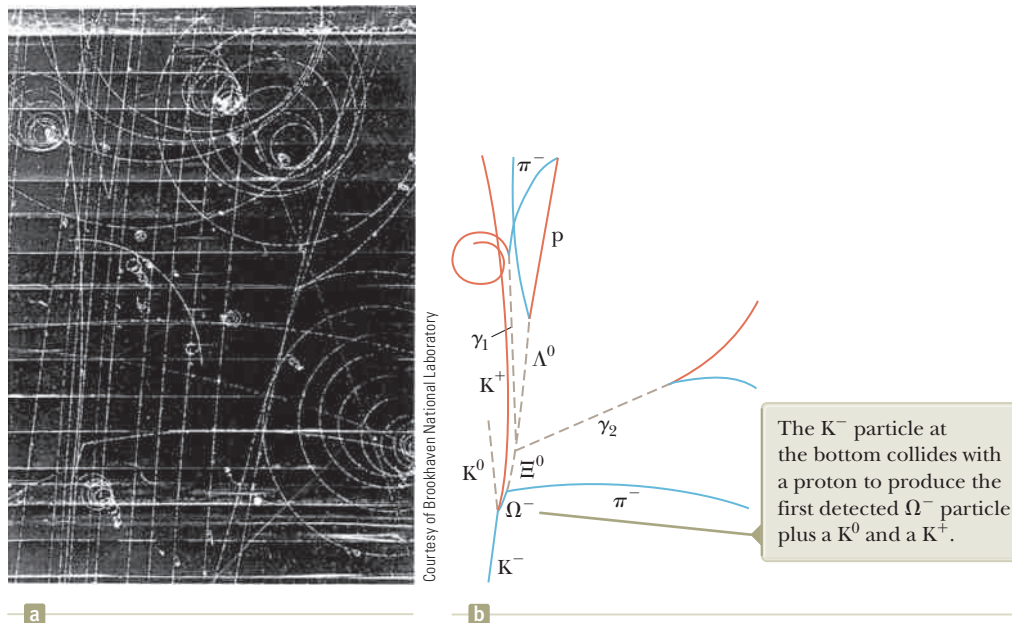 Courtesy of Brookhaven National Laboratory
π⁻
p
γ₁
Λ⁰
K⁺
γ₂
K⁰
Ξ⁰
Ω⁻
π⁻
K⁻
The K⁻ particle at
the bottom collides with
a proton to produce the
first detected Ω⁻ particle
plus a K⁰ and a K⁺.
a
b